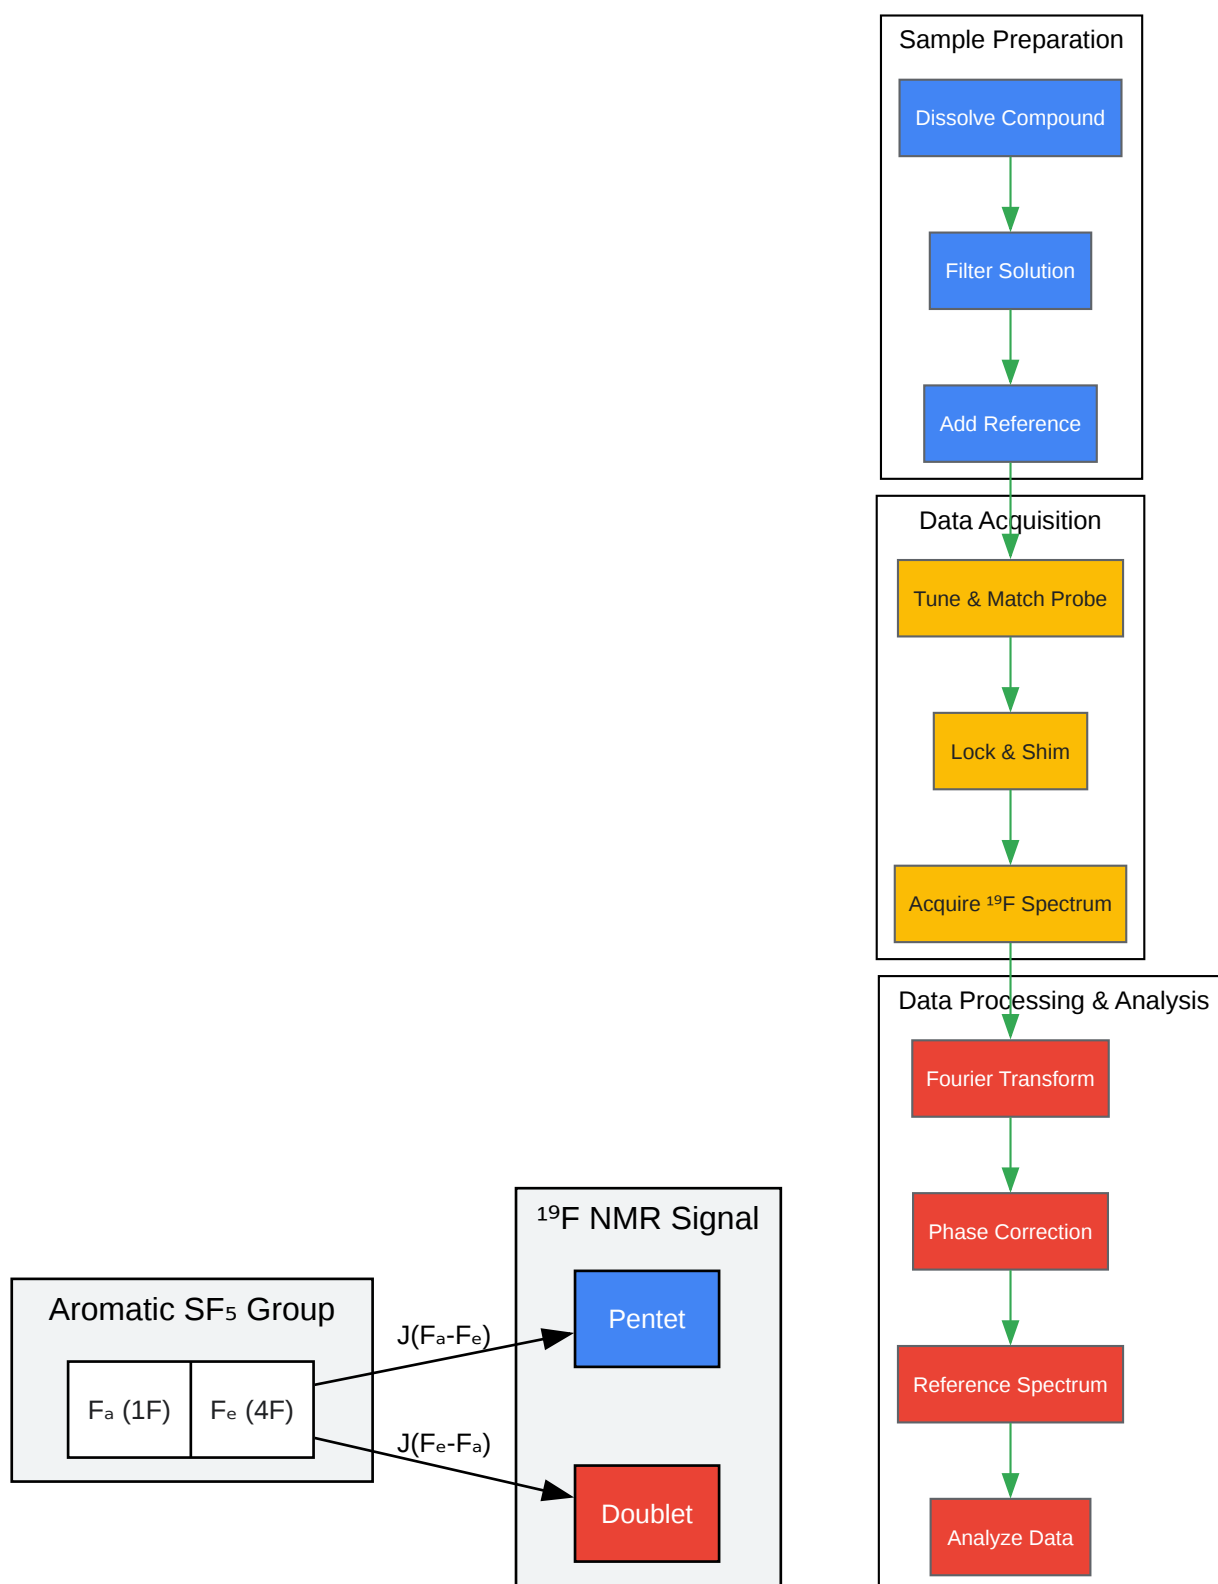 Sample Preparation
Dissolve Compound
Filter Solution
Add Reference
Data Acquisition
Tune & Match Probe
Lock & Shim
Acquire ¹⁹F Spectrum
Data Processing & Analysis
Fourier Transform
Phase Correction
Reference Spectrum
Analyze Data
Aromatic SF₅ Group
Fₐ (1F)
Fₑ (4F)
J(Fₐ-Fₑ)
J(Fₑ-Fₐ)
¹⁹F NMR Signal
Pentet
Doublet